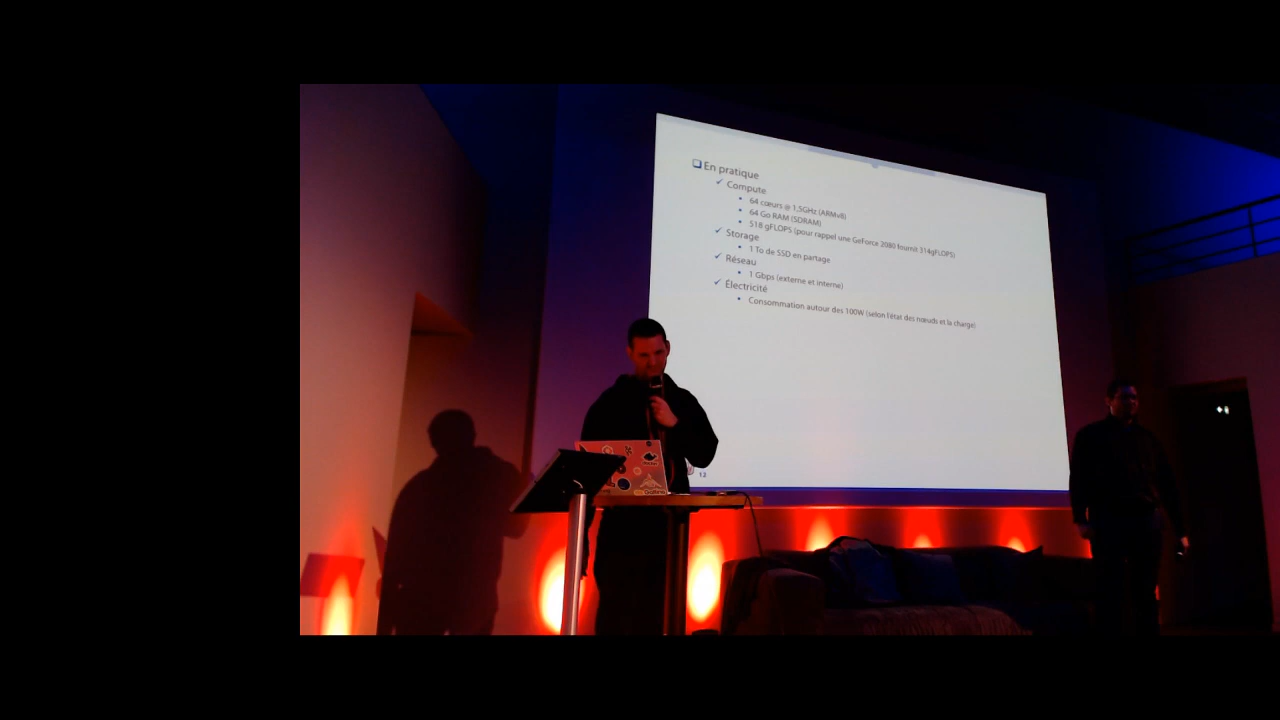 En pratique
Compute
64 cœurs @ 1,5GHz (ARMv8)
64 Go RAM (SDRAM)
518 gFLOPS (pour rappel une GeForce 2080 fournit 314gFLOPS)
Storage
1 To de SSD en partage
Réseau
1 Gbps (externe et interne)
Électricité
Consommation autour des 100W (selon l'état des nœuds et la charge)
13